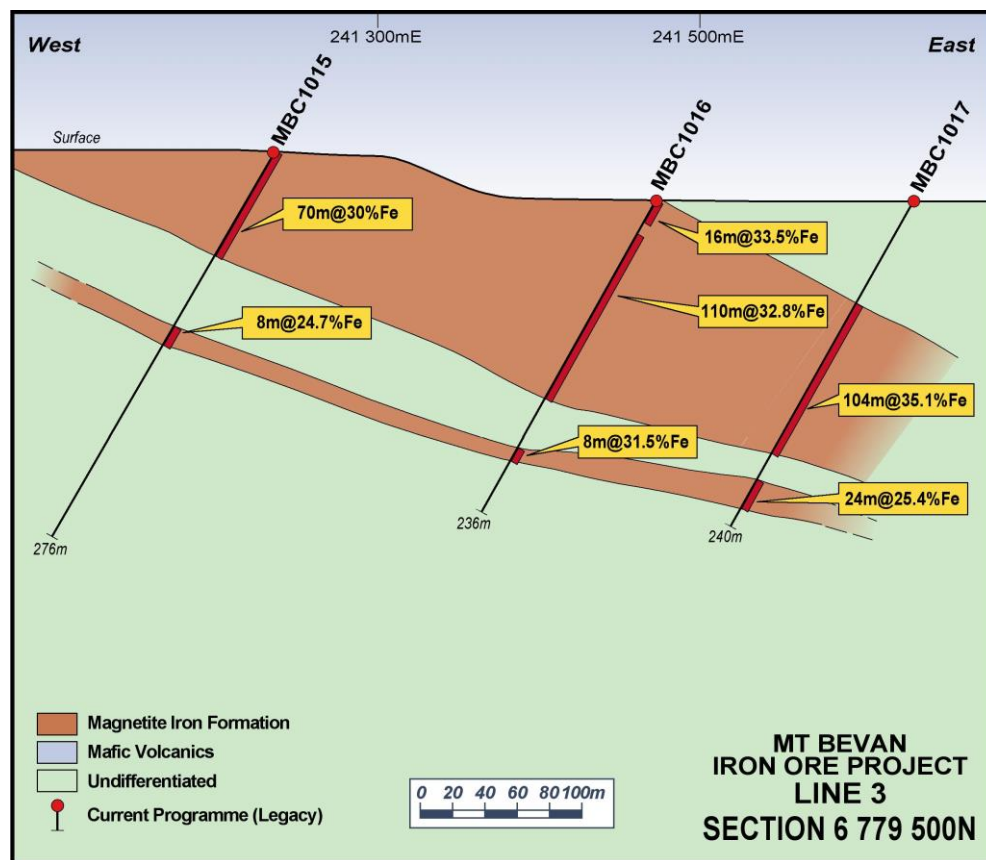 West
241 300mE
241 500mE
East
MBC1015
MBC1016
MBC1017
Surface
70m@30%Fe
16m@33.5%Fe
110m@32.8%Fe
8m@24.7%Fe
104m@35.1%Fe
8m@31.5%Fe
24m@25.4%Fe
276m
236m
240m
Magnetite Iron Formation
Mafic Volcanics
Undifferentiated
Current Programme (Legacy)
0 20 40 60 80 100m
MT BEVAN
IRON ORE PROJECT
LINE 3
SECTION 6 779 500N